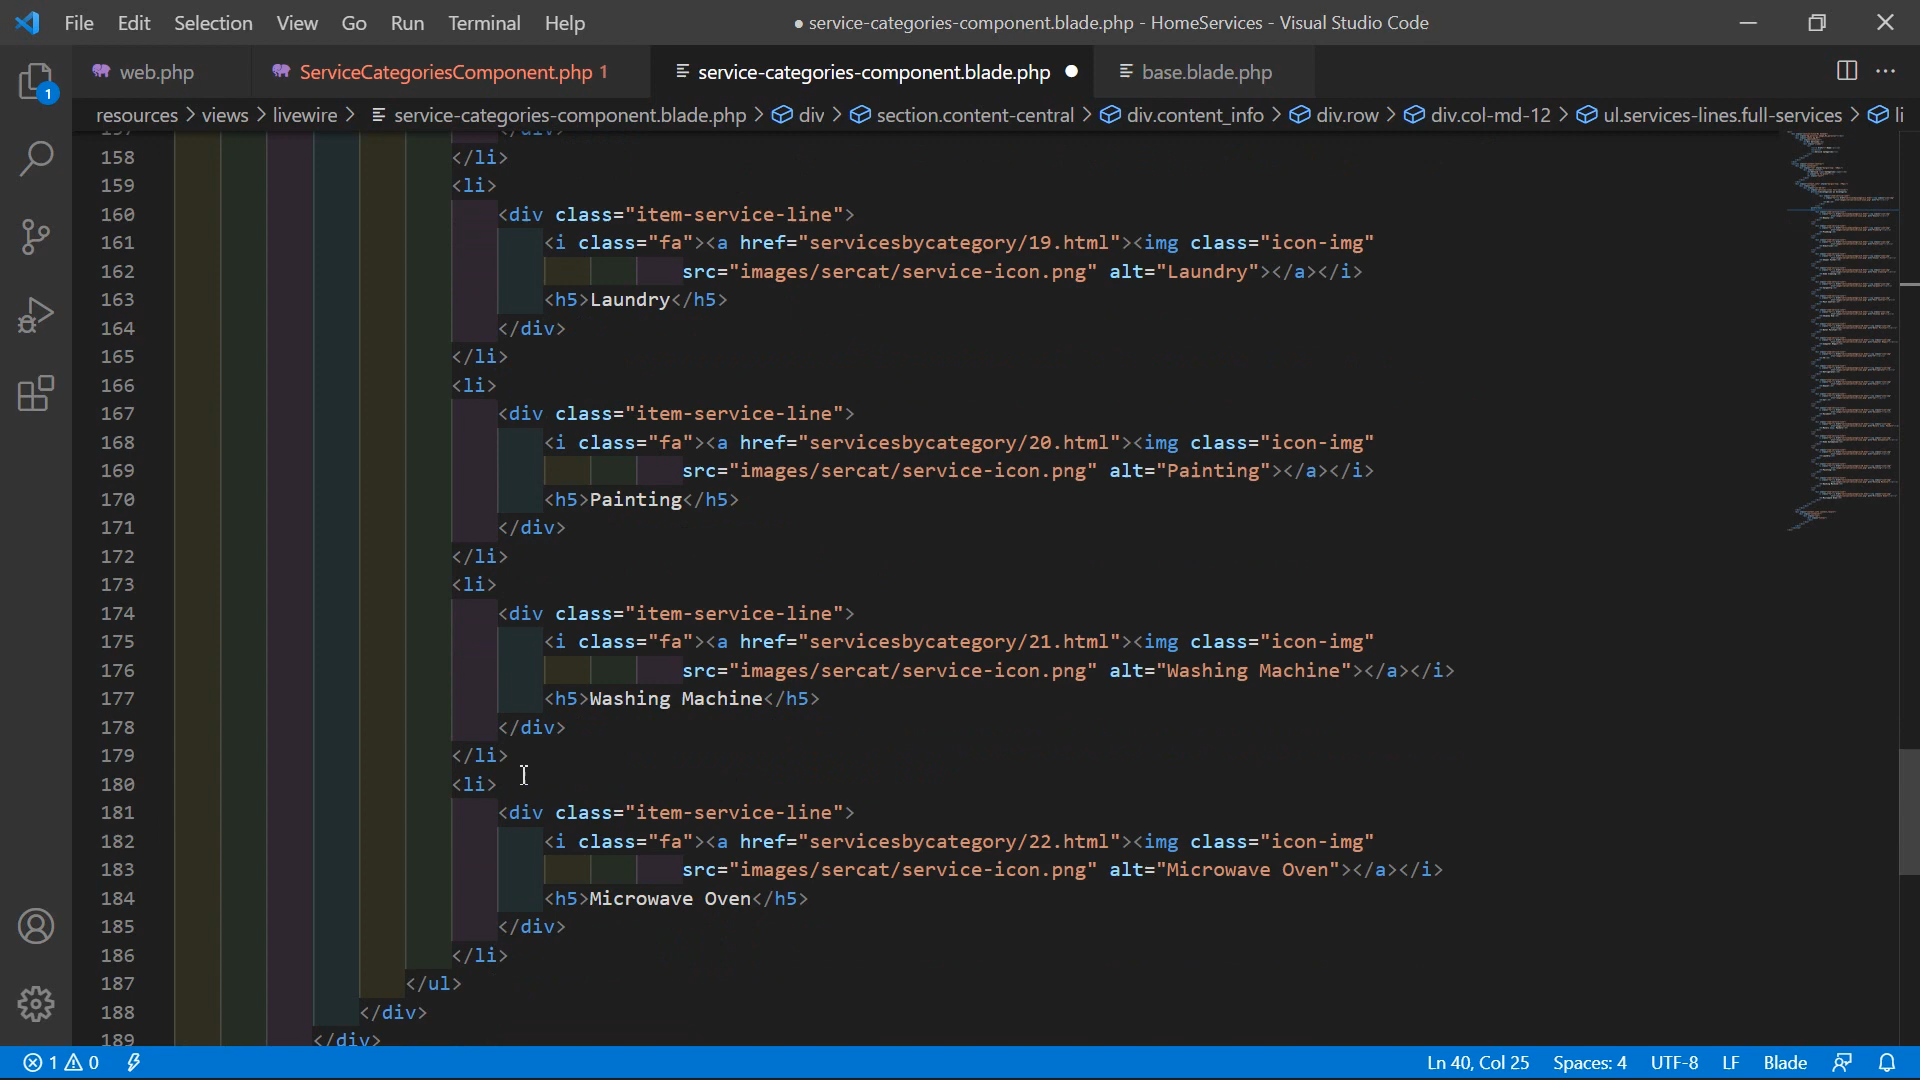 File Edit Selection View Go Run Terminal Help
● service-categories-component.blade.php - HomeServices - Visual Studio Code
web.php
ServiceCategoriesComponent.php 1
service-categories-component.blade.php
base.blade.php
1
resources > views > livewire > service-categories-component.blade.php > div > section.content-central > div.content_info > div.row > div.col-md-12 > ul.services-lines.full-services > li
157 </div>
158 </li>
159 <li>
160 <div class="item-service-line">
161 <i class="fa"><a href="servicesbycategory/19.html"><img class="icon-img"
162 src="images/sercat/service-icon.png" alt="Laundry"></a></i>
163 <h5>Laundry</h5>
164 </div>
165 </li>
166 <li>
167 <div class="item-service-line">
168 <i class="fa"><a href="servicesbycategory/20.html"><img class="icon-img"
169 src="images/sercat/service-icon.png" alt="Painting"></a></i>
170 <h5>Painting</h5>
171 </div>
172 </li>
173 <li>
174 <div class="item-service-line">
175 <i class="fa"><a href="servicesbycategory/21.html"><img class="icon-img"
176 src="images/sercat/service-icon.png" alt="Washing Machine"></a></i>
177 <h5>Washing Machine</h5>
178 </div>
179 </li>
180 <li>
181 <div class="item-service-line">
182 <i class="fa"><a href="servicesbycategory/22.html"><img class="icon-img"
183 src="images/sercat/service-icon.png" alt="Microwave Oven"></a></i>
184 <h5>Microwave Oven</h5>
185 </div>
186 </li>
187 </ul>
188 </div>
189 </div>
1 0
Ln 40, Col 25 Spaces: 4 UTF-8 LF Blade